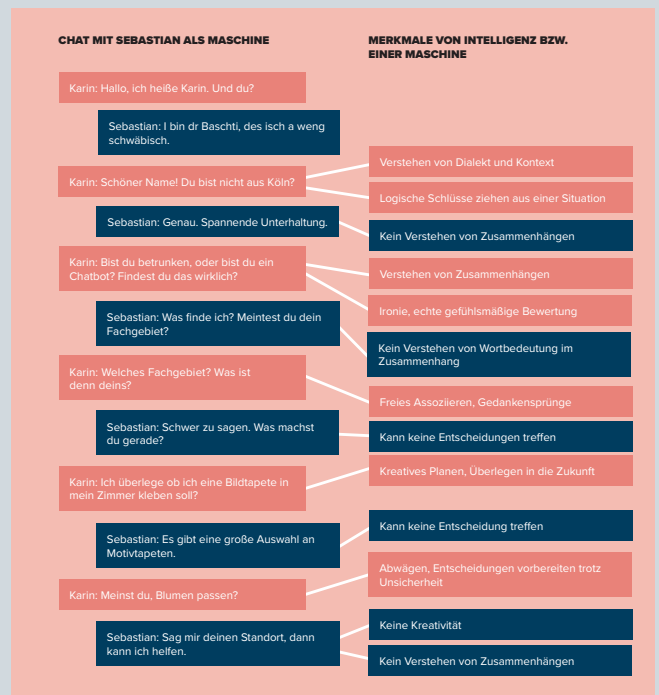 CHAT MIT SEBASTIAN ALS MASCHINE
MERKMALE VON INTELLIGENZ BZW.
EINER MASCHINE
Karin: Hallo, ich heiße Karin. Und du?
Sebastian: I bin dr Baschti, des isch a weng
schwäbisch.
Karin: Schöner Name! Du bist nicht aus Köln?
Verstehen von Dialekt und Kontext
Logische Schlüsse ziehen aus einer Situation
Sebastian: Genau. Spannende Unterhaltung.
Kein Verstehen von Zusammenhängen
Karin: Bist du betrunken, oder bist du ein
Chatbot? Findest du das wirklich?
Verstehen von Zusammenhängen
Ironie, echte gefühlsmäßige Bewertung
Sebastian: Was finde ich? Meintest du dein
Fachgebiet?
Kein Verstehen von Wortbedeutung im
Zusammenhang
Karin: Welches Fachgebiet? Was ist
denn deins?
Freies Assoziieren, Gedankensprünge
Sebastian: Schwer zu sagen. Was machst
du gerade?
Kann keine Entscheidungen treffen
Karin: Ich überlege ob ich eine Bildtapete in
mein Zimmer kleben soll?
Kreatives Planen, Überlegen in die Zukunft
Sebastian: Es gibt eine große Auswahl an
Motivtapeten.
Kann keine Entscheidung treffen
Karin: Meinst du, Blumen passen?
Abwägen, Entscheidungen vorbereiten trotz
Unsicherheit
Sebastian: Sag mir deinen Standort, dann
kann ich helfen.
Keine Kreativität
Kein Verstehen von Zusammenhängen